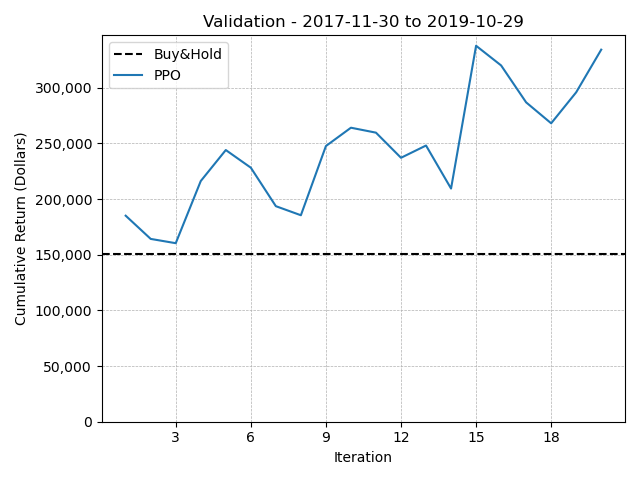 Validation - 2017-11-30 to 2019-10-29
Buy&Hold
PPO
Cumulative Return (Dollars)
300,000
250,000
200,000
150,000
100,000
50,000
0
3 6 9 12 15 18
Iteration